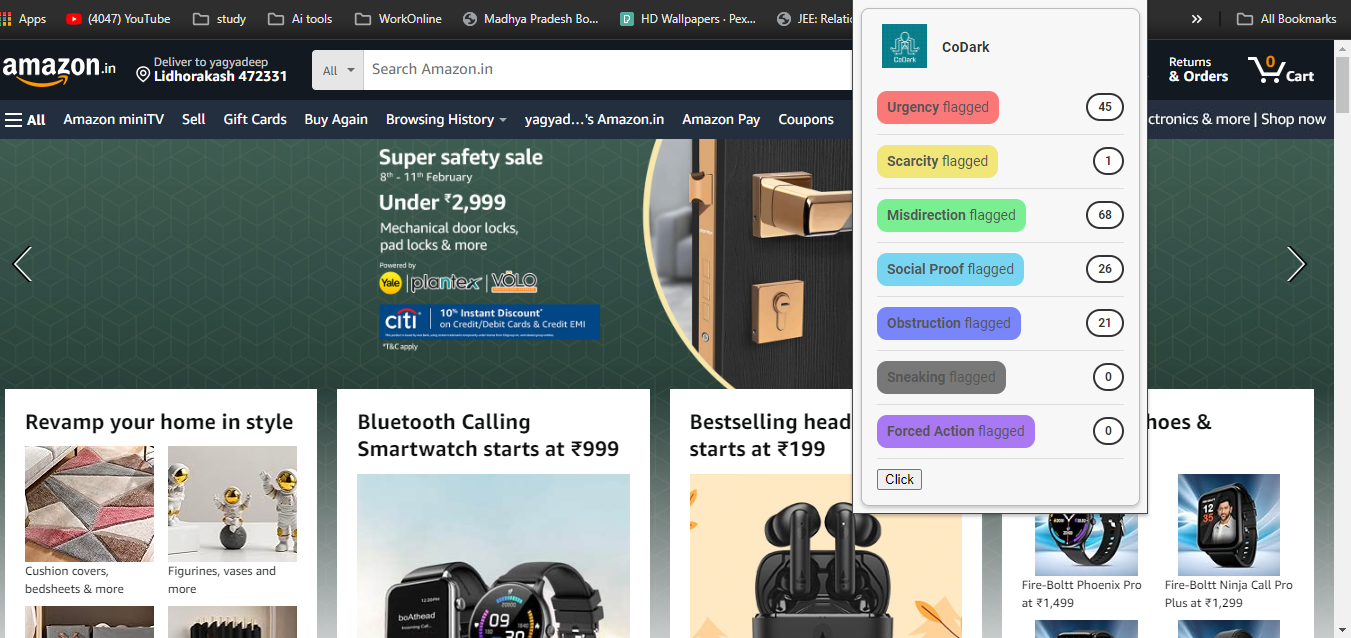 Apps
(4047) YouTube
study
Ai tools
WorkOnline
Madhya Pradesh Bo...
HD Wallpapers · Pex...
JEE: Relatio
»
All Bookmarks
amazon.in
Deliver to yagyadeep
Lidhorakash 472331
All
Search Amazon.in
Returns
& Orders
0
Cart
All
Amazon miniTV
Sell
Gift Cards
Buy Again
Browsing History
yagyad...'s Amazon.in
Amazon Pay
Coupons
ctronics & more | Shop now
CoDark
CoDark
Urgency flagged 45
Scarcity flagged 1
Misdirection flagged 68
Social Proof flagged 26
Obstruction flagged 21
Sneaking flagged 0
Forced Action flagged 0
Click
Super safety sale
8th - 11th February
Under ₹2,999
Mechanical door locks,
pad locks & more
Powered by
Yale | plantex | VOLO
citi | 10% Instant Discount*
on Credit/Debit Cards & Credit EMI
*T&C apply
Revamp your home in style
Cushion covers,
bedsheets & more
Figurines, vases and
more
Bluetooth Calling
Smartwatch starts at ₹999
boAthead
Bestselling head
starts at ₹199
hoes &
12
35
Fire-Boltt Phoenix Pro
at ₹1,499
Fire-Boltt Ninja Call Pro
Plus at ₹1,299